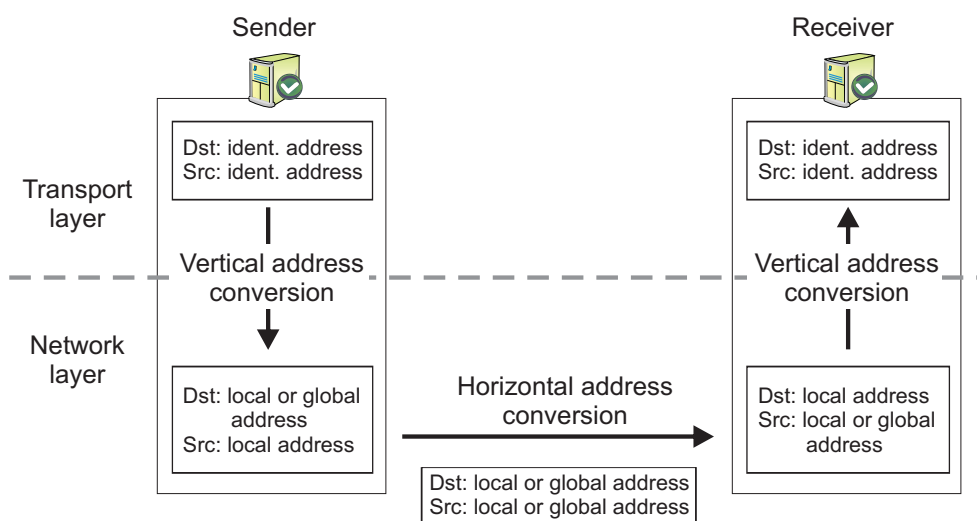 Sender
Receiver
Dst: ident. address
Src: ident. address
Dst: ident. address
Src: ident. address
Transport
layer
Vertical address
conversion
Vertical address
conversion
Network
layer
Dst: local or global
address
Src: local address
Horizontal address
conversion
Dst: local address
Src: local or global
address
Dst: local or global address
Src: local or global address